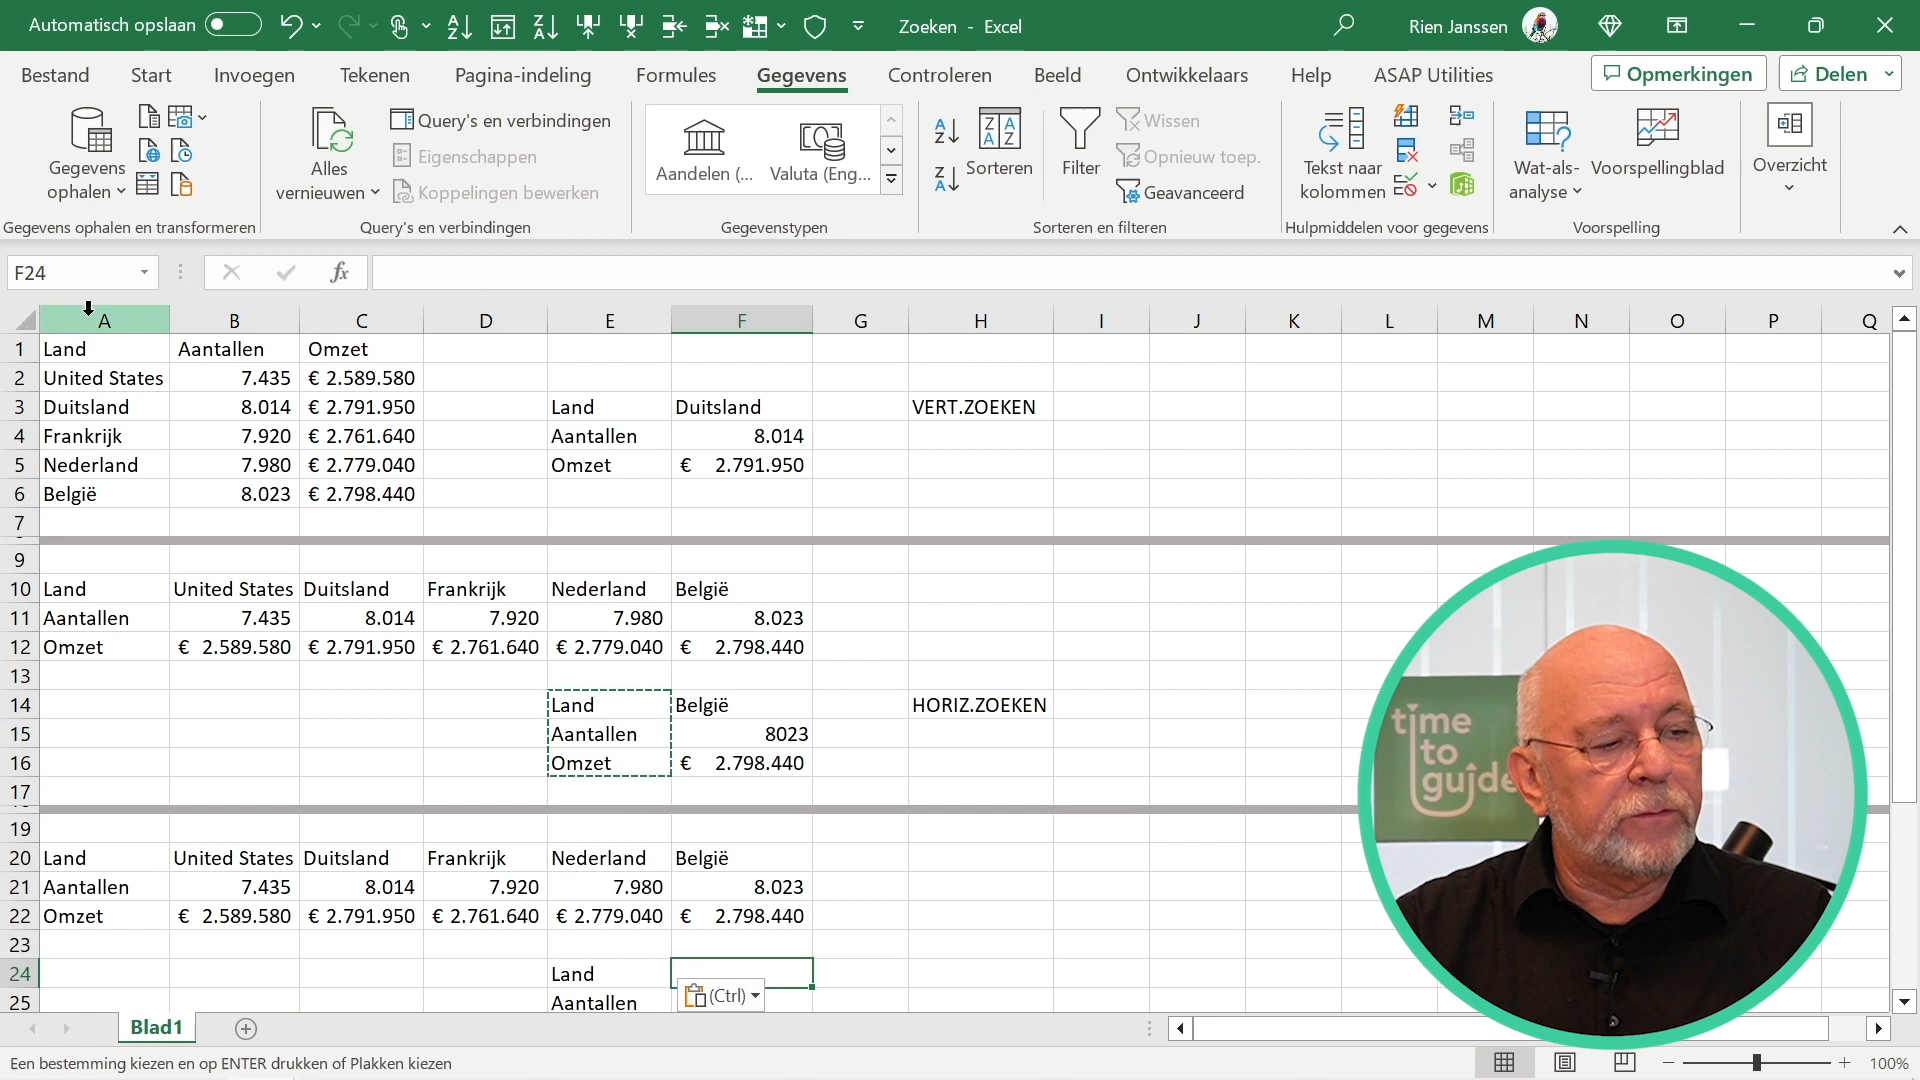 Automatisch opslaan
Zoeken - Excel
Rien Janssen
Bestand Start Invoegen Tekenen Pagina-indeling Formules Gegevens Controleren Beeld Ontwikkelaars Help ASAP Utilities
Opmerkingen Delen
Gegevens
ophalen
Gegevens ophalen en transformeren
Alles
vernieuwen
Query's en verbindingen
Eigenschappen
Koppelingen bewerken
Query's en verbindingen
Aandelen (... Valuta (Eng...
Gegevenstypen
Sorteren
Filter
Wissen
Opnieuw toep.
Geavanceerd
Sorteren en filteren
Tekst naar
kolommen
Hulpmiddelen voor gegevens
Wat-als-
analyse
Voorspellingblad
Voorspelling
Overzicht
F24
fx
A B C D E F G H I J K L M N O P Q
1 Land Aantallen Omzet
2 United States 7.435 € 2.589.580
3 Duitsland 8.014 € 2.791.950 Land Duitsland VERT.ZOEKEN
4 Frankrijk 7.920 € 2.761.640 Aantallen 8.014
5 Nederland 7.980 € 2.779.040 Omzet € 2.791.950
6 België 8.023 € 2.798.440
7
9
10 Land United States Duitsland Frankrijk Nederland België
11 Aantallen 7.435 8.014 7.920 7.980 8.023
12 Omzet € 2.589.580 € 2.791.950 € 2.761.640 € 2.779.040 € 2.798.440
13
14 Land België HORIZ.ZOEKEN
15 Aantallen 8023
16 Omzet € 2.798.440
17
19
20 Land United States Duitsland Frankrijk Nederland België
21 Aantallen 7.435 8.014 7.920 7.980 8.023
22 Omzet € 2.589.580 € 2.791.950 € 2.761.640 € 2.779.040 € 2.798.440
23
24 Land
25 Aantallen
(Ctrl)
time
to
guide
Blad1
Een bestemming kiezen en op ENTER drukken of Plakken kiezen
100%